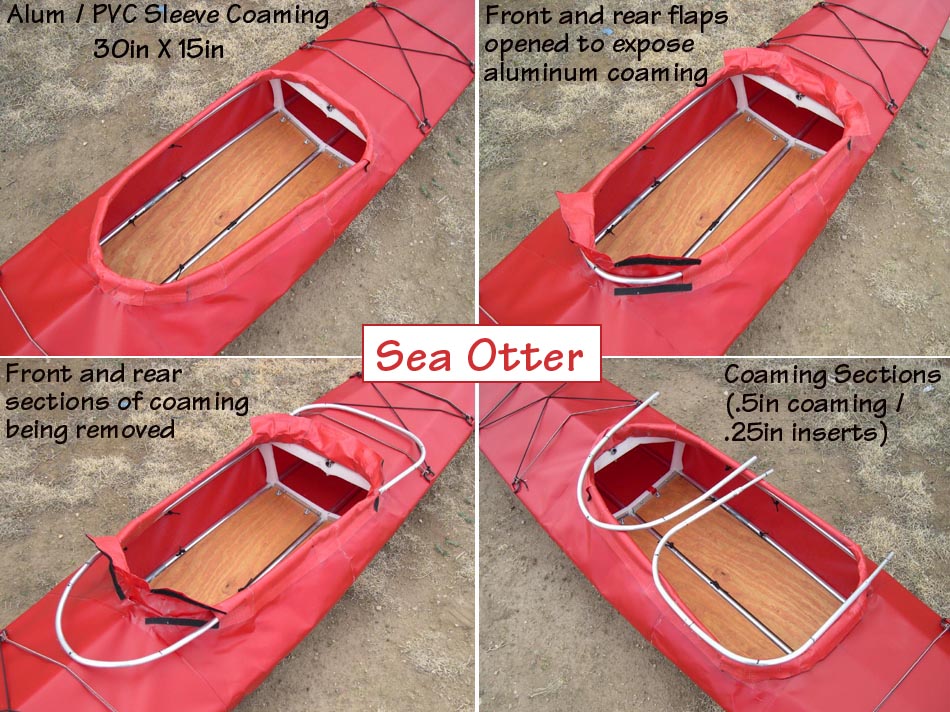 Alum / PVC Sleeve Coaming
30in X 15in
Front and rear flaps
opened to expose
aluminum coaming
Sea Otter
Front and rear
sections of coaming
being removed
Coaming Sections
(.5in coaming /
.25in inserts)